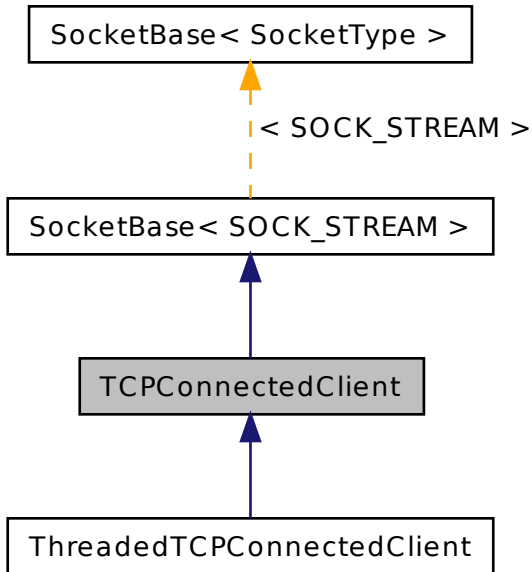 SocketBase< SocketType >
< SOCK_STREAM >
SocketBase< SOCK_STREAM >
TCPConnectedClient
ThreadedTCPConnectedClient